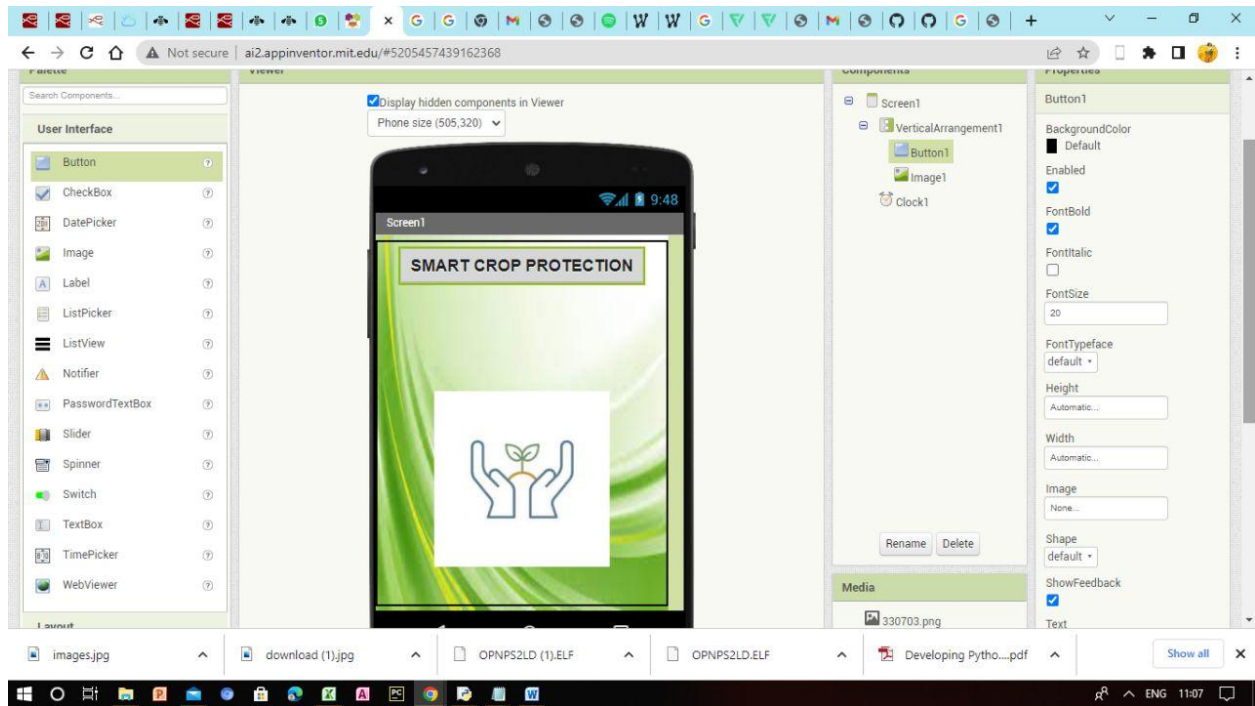 Not secure
ai2.appinventor.mit.edu/#5205457439162368
Palette
Viewer
Components
Properties
Search Components...
User Interface
Button
CheckBox
DatePicker
Image
Label
ListPicker
ListView
Notifier
PasswordTextBox
Slider
Spinner
Switch
TextBox
TimePicker
WebViewer
Layout
Display hidden components in Viewer
Phone size (505,320)
9:48
Screen1
SMART CROP PROTECTION
Screen1
VerticalArrangement1
Button1
Image1
Clock1
Rename Delete
Media
330703.png
Button1
BackgroundColor
Default
Enabled
FontBold
FontItalic
FontSize
20
FontTypeface
default
Height
Automatic...
Width
Automatic...
Image
None...
Shape
default
ShowFeedback
Text
images.jpg
download (1).jpg
OPNPS2LD (1).ELF
OPNPS2LD.ELF
Developing Pytho....pdf
Show all
ENG 11:07